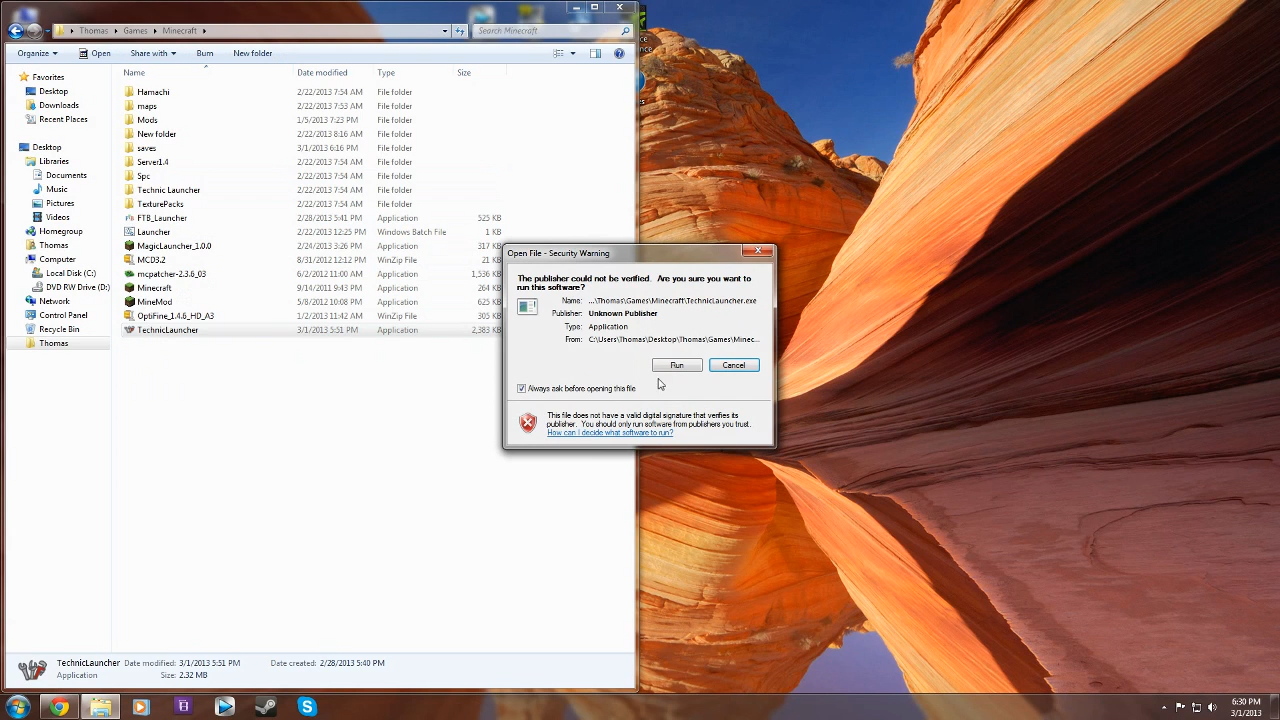 Thomas Games Minecraft
Search Minecraft
Organize Open Share with Burn New folder
Name Date modified Type Size
Favorites
Desktop
Downloads
Recent Places
Desktop
Libraries
Documents
Music
Pictures
Videos
Homegroup
Thomas
Computer
Local Disk (C:)
DVD RW Drive (D:)
Network
Control Panel
Recycle Bin
Thomas
Hamachi 2/22/2013 7:54 AM File folder
maps 2/22/2013 7:53 AM File folder
Mods 1/5/2013 7:23 PM File folder
New folder 2/22/2013 8:16 AM File folder
saves 3/1/2013 6:16 PM File folder
Server1.4 2/22/2013 7:54 AM File folder
Spc 2/22/2013 7:54 AM File folder
Technic Launcher 2/22/2013 7:54 AM File folder
TexturePacks 2/22/2013 7:54 AM File folder
FTB_Launcher 2/28/2013 5:41 PM Application 525 KB
Launcher 2/22/2013 12:25 PM Windows Batch File 1 KB
MagicLauncher_1.0.0 2/24/2013 3:26 PM Application 317 KB
MCD3.2 8/31/2012 12:12 PM WinZip File 21 KB
mcpatcher-2.3.6_03 6/2/2012 11:00 AM Application 1,536 KB
Minecraft 9/14/2011 9:43 PM Application 264 KB
MineMod 5/8/2012 10:08 PM Application 625 KB
OptiFine_1.4.6_HD_A3 1/2/2013 11:42 AM WinZip File 305 KB
TechnicLauncher 3/1/2013 5:51 PM Application 2,383 KB
Open File - Security Warning
The publisher could not be verified. Are you sure you want to
run this software?
Name: ...\Thomas\Games\Minecraft\TechnicLauncher.exe
Publisher: Unknown Publisher
Type: Application
From: C:\Users\Thomas\Desktop\Thomas\Games\Minec...
Run Cancel
Always ask before opening this file
This file does not have a valid digital signature that verifies its
publisher. You should only run software from publishers you trust.
How can I decide what software to run?
TechnicLauncher Date modified: 3/1/2013 5:51 PM Date created: 2/28/2013 5:40 PM
Application Size: 2.32 MB
6:30 PM
3/1/2013